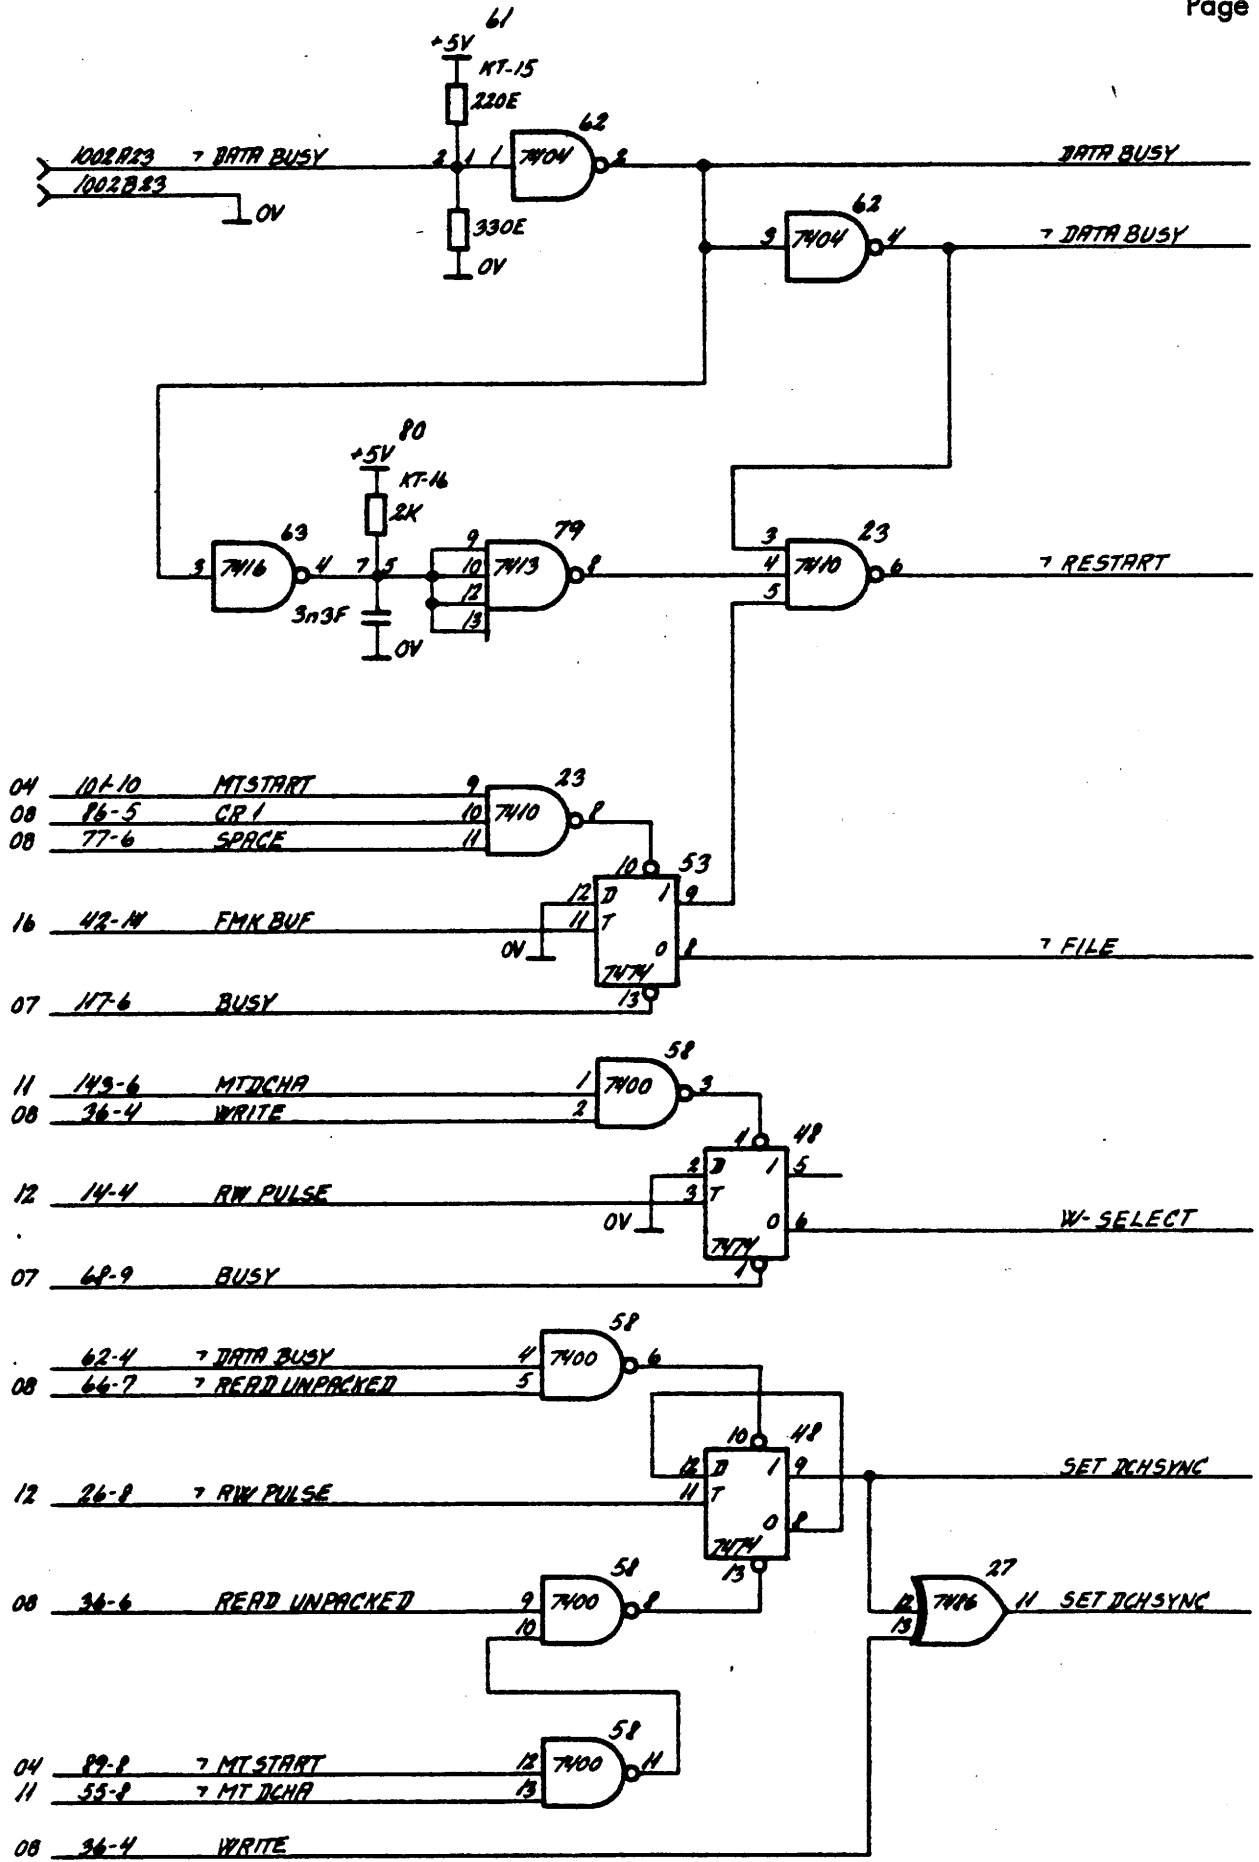 Page
61
+5V
KT-15
220E
62
1002A23 ¬ DATA BUSY 2 1 1 7404 2 DATA BUSY
1002B23
0V
330E
0V
62
3 7404 4 ¬ DATA BUSY
80
+5V
KT-16
2K
63
3 7416 4 7 5
3n3F
0V
79
9
10 7413 8
12
13
23
3
4 7410 6 ¬ RESTART
5
23
04 101-10 MTSTART 9
08 86-5 CR 1 10 7410 8
08 77-6 SPACE 11
10 53
12 D 1 9
16 42-14 FMK BUF 11 T
0V 0 8 ¬ FILE
7474
07 117-6 BUSY 13
58
11 143-6 MTDCHA 1 7400 3
08 36-4 WRITE 2
4 48
2 D 1 5
12 14-4 RW PULSE 3 T
0V 0 6 W-SELECT
7474
07 68-9 BUSY 1
58
62-4 ¬ DATA BUSY 4 7400 6
08 66-7 ¬ READ UNPACKED 5
10 48
12 D 1 9 SET DCHSYNC
12 26-8 ¬ RW PULSE 11 T
0 8
7474
13
58
08 36-6 READ UNPACKED 9 7400 8
10
27
12 7486 11 SET DCHSYNC
13
58
04 89-8 ¬ MT START 12 7400 11
11 55-8 ¬ MT DCHA 13
08 36-4 WRITE